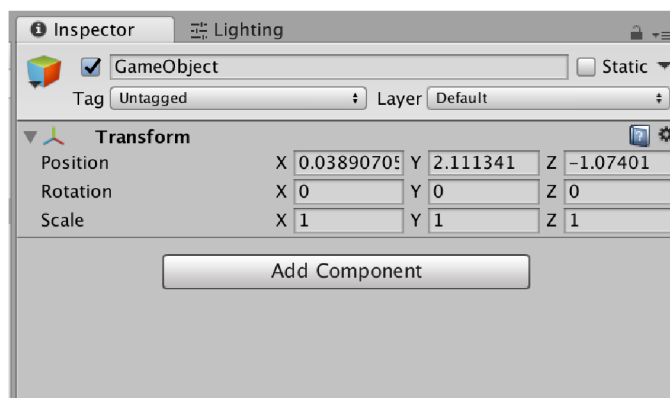 Inspector Lighting
GameObject Static
Tag Untagged Layer Default
Transform
Position X 0.03890705 Y 2.111341 Z -1.07401
Rotation X 0 Y 0 Z 0
Scale X 1 Y 1 Z 1
Add Component